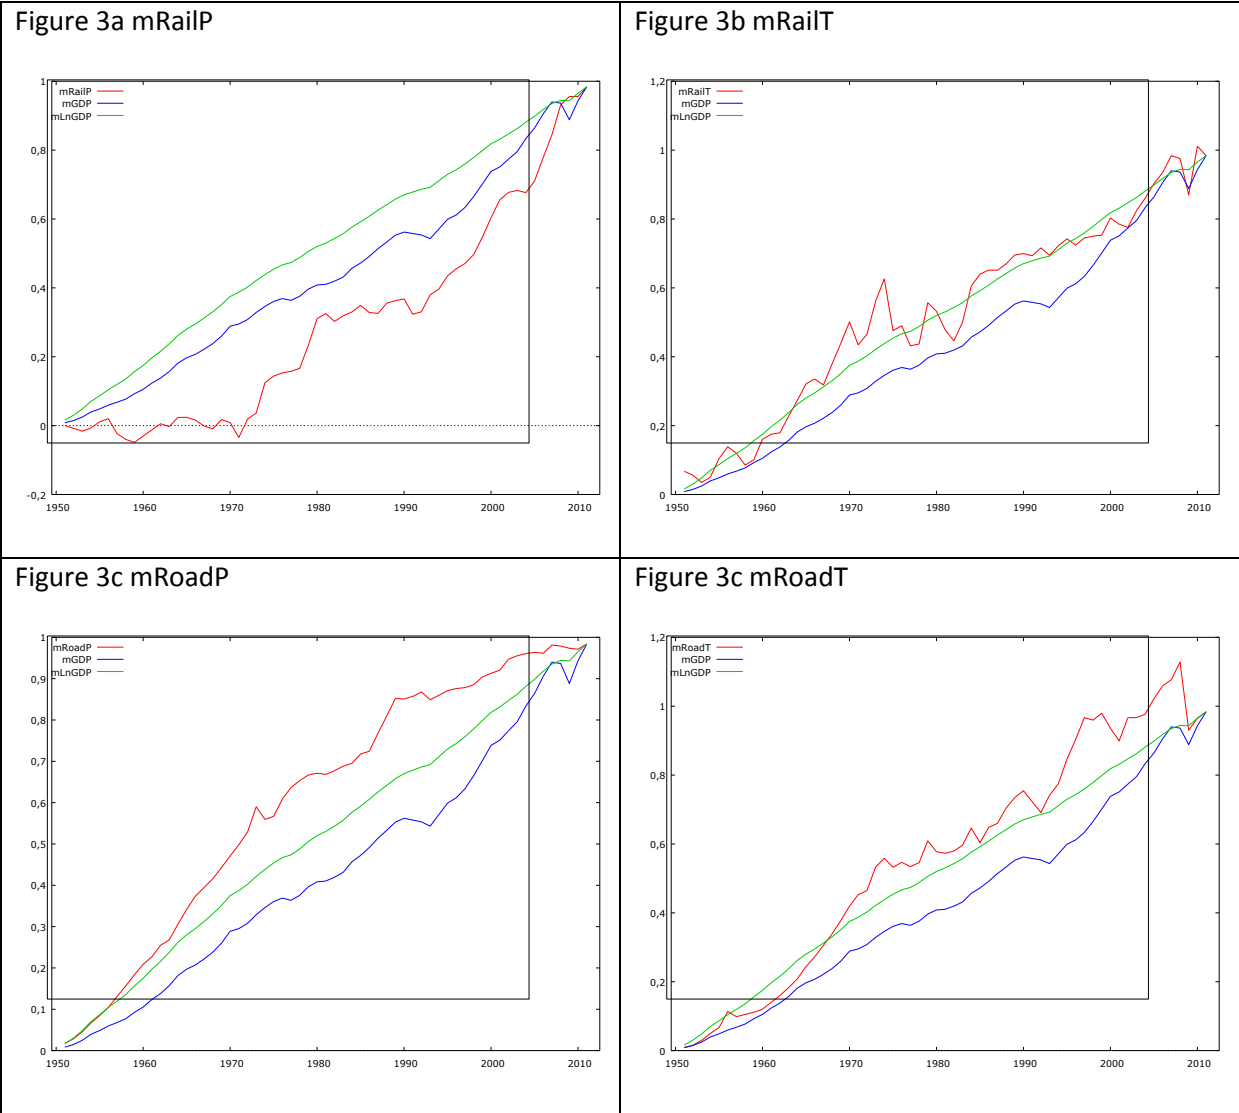 Figure 3a mRailP
1
mRailP
mGDP
mLnGDP
0,8
0,6
0,4
0,2
0
-0,2
1950 1960 1970 1980 1990 2000 2010
Figure 3b mRailT
1,2
mRailT
mGDP
mLnGDP
1
0,8
0,6
0,4
0,2
0
1950 1960 1970 1980 1990 2000 2010
Figure 3c mRoadP
1
mRoadP
mGDP
mLnGDP
0,9
0,8
0,7
0,6
0,5
0,4
0,3
0,2
0,1
0
1950 1960 1970 1980 1990 2000 2010
Figure 3c mRoadT
1,2
mRoadT
mGDP
mLnGDP
1
0,8
0,6
0,4
0,2
0
1950 1960 1970 1980 1990 2000 2010